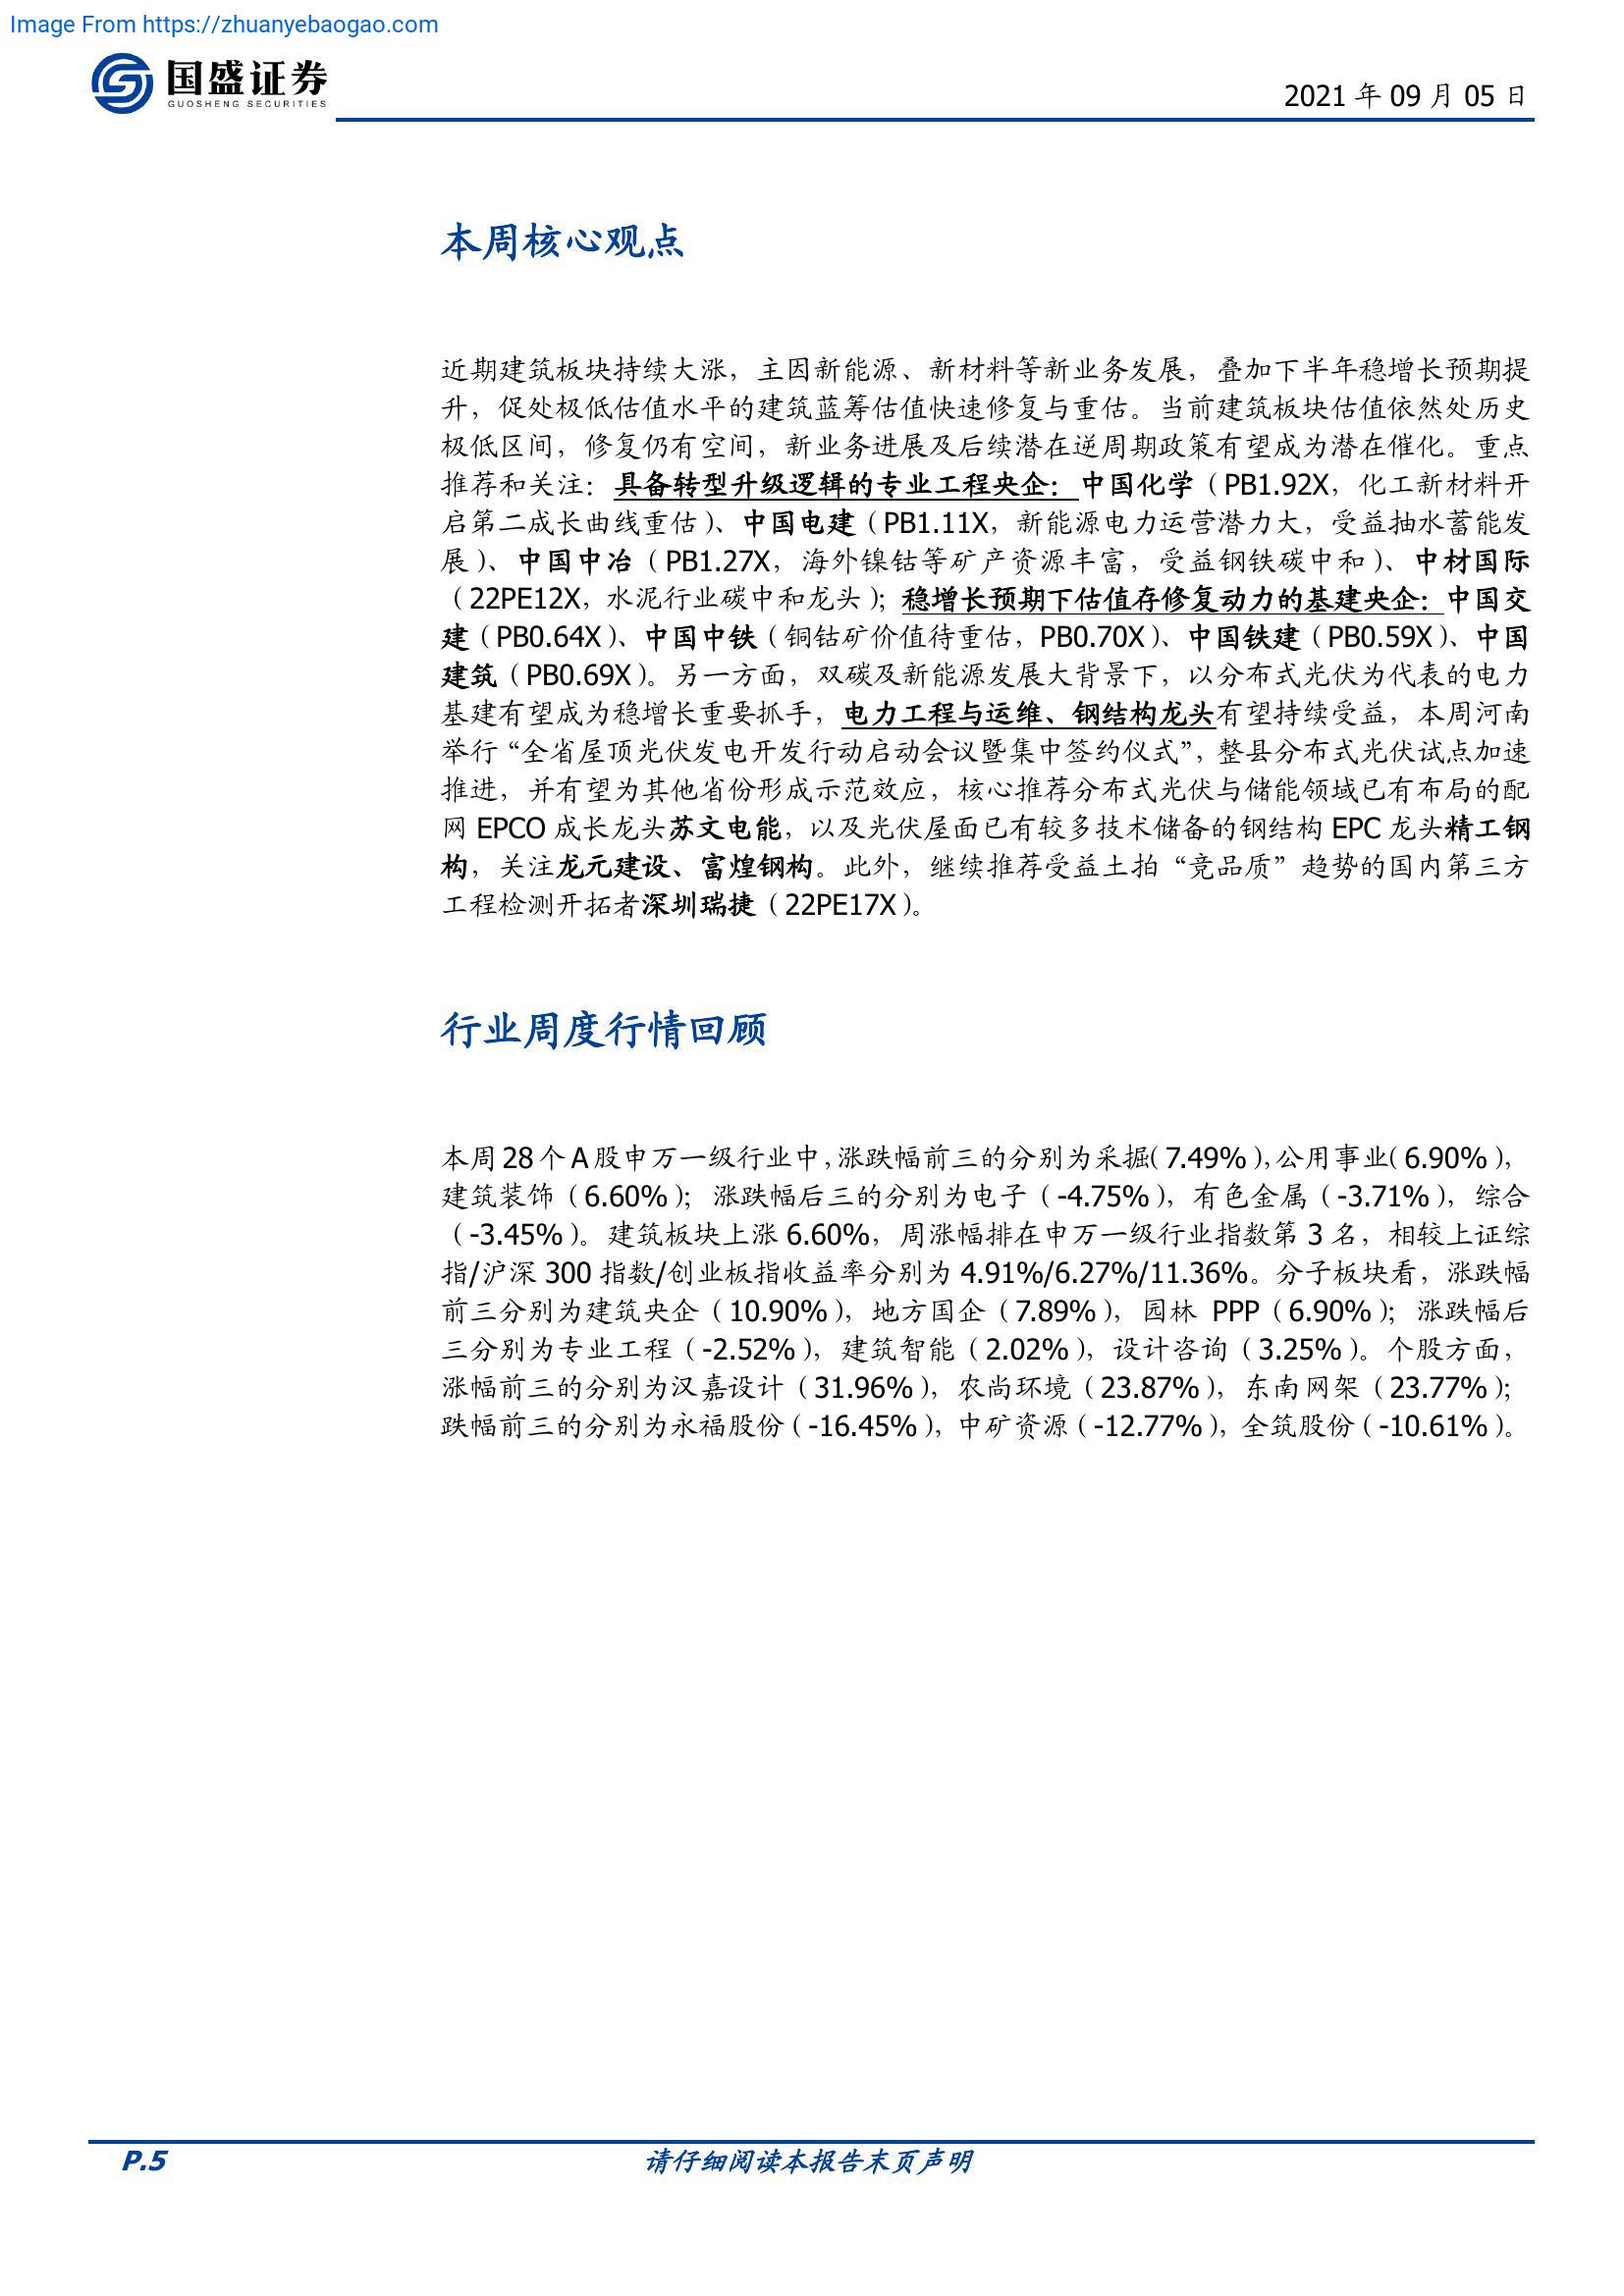 Image From https://zhuanyebaogao.com
国盛证券
GUOSHENG SECURITIES
2021 年 09 月 05 日
本周核心观点
近期建筑板块持续大涨，主因新能源、新材料等新业务发展，叠加下半年稳增长预期提
升，促处极低估值水平的建筑蓝筹估值快速修复与重估。当前建筑板块估值依然处历史
极低区间，修复仍有空间，新业务进展及后续潜在逆周期政策有望成为潜在催化。重点
推荐和关注：具备转型升级逻辑的专业工程央企：中国化学（PB1.92X，化工新材料开
启第二成长曲线重估）、中国电建（PB1.11X，新能源电力运营潜力大，受益抽水蓄能发
展）、中国中冶（PB1.27X，海外镍钴等矿产资源丰富，受益钢铁碳中和）、中材国际
（22PE12X，水泥行业碳中和龙头）；稳增长预期下估值存修复动力的基建央企：中国交
建（PB0.64X）、中国中铁（铜钴矿价值待重估，PB0.70X）、中国铁建（PB0.59X）、中国
建筑（PB0.69X）。另一方面，双碳及新能源发展大背景下，以分布式光伏为代表的电力
基建有望成为稳增长重要抓手，电力工程与运维、钢结构龙头有望持续受益，本周河南
举行“全省屋顶光伏发电开发行动启动会议暨集中签约仪式”，整县分布式光伏试点加速
推进，并有望为其他省份形成示范效应，核心推荐分布式光伏与储能领域已有布局的配
网 EPCO 成长龙头苏文电能，以及光伏屋面已有较多技术储备的钢结构 EPC 龙头精工钢
构，关注龙元建设、富煌钢构。此外，继续推荐受益土拍“竞品质”趋势的国内第三方
工程检测开拓者深圳瑞捷（22PE17X）。
行业周度行情回顾
本周 28 个 A 股申万一级行业中，涨跌幅前三的分别为采掘（7.49%），公用事业（6.90%），
建筑装饰（6.60%）；涨跌幅后三的分别为电子（-4.75%），有色金属（-3.71%），综合
（-3.45%）。建筑板块上涨 6.60%，周涨幅排在申万一级行业指数第 3 名，相较上证综
指/沪深 300 指数/创业板指收益率分别为 4.91%/6.27%/11.36%。分子板块看，涨跌幅
前三分别为建筑央企（10.90%），地方国企（7.89%），园林 PPP（6.90%）；涨跌幅后
三分别为专业工程（-2.52%），建筑智能（2.02%），设计咨询（3.25%）。个股方面，
涨幅前三的分别为汉嘉设计（31.96%），农尚环境（23.87%），东南网架（23.77%）；
跌幅前三的分别为永福股份（-16.45%），中矿资源（-12.77%），全筑股份（-10.61%）。
P.5
请仔细阅读本报告末页声明